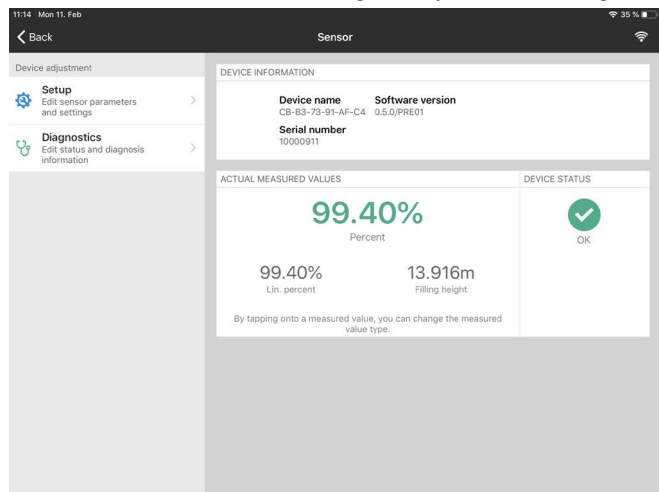 11:14 Mon 11. Feb
35 %
Back
Sensor
Device adjustment
Setup
Edit sensor parameters
and settings
Diagnostics
Edit status and diagnosis
information
DEVICE INFORMATION
Device name Software version
CB-B3-73-91-AF-C4 0.5.0/PRE01
Serial number
10000911
ACTUAL MEASURED VALUES
99.40%
Percent
99.40% 13.916m
Lin. percent Filling height
By tapping onto a measured value, you can change the measured
value type.
DEVICE STATUS
OK